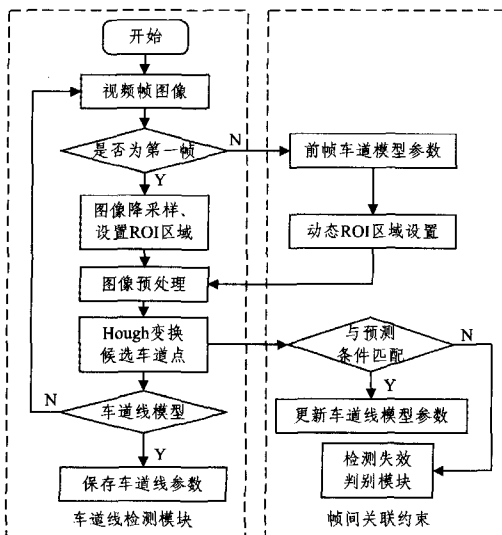 开始
视频帧图像
是否为第一帧
N
Y
前帧车道模型参数
图像降采样、
设置ROI区域
动态ROI区域设置
图像预处理
Hough变换
候选车道点
与预测
条件匹配
N
Y
更新车道线模型参数
N
车道线模型
Y
检测失效
判别模块
保存车道线参数
车道线检测模块
帧间关联约束